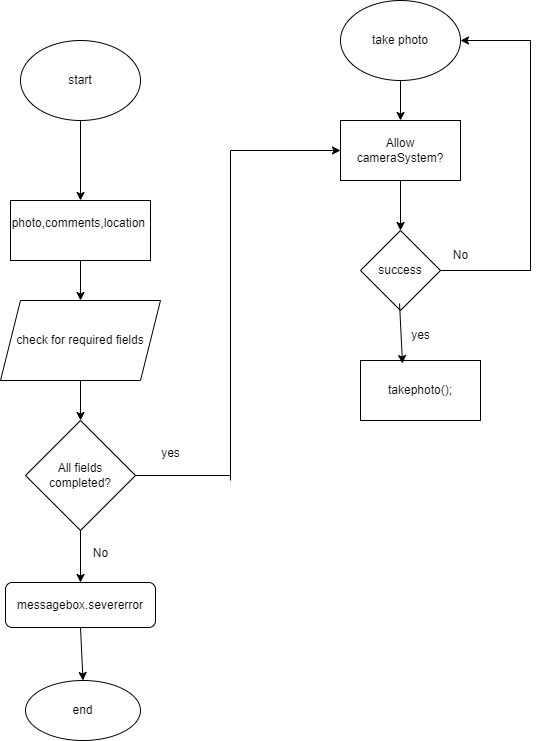 start
photo,comments,location
check for required fields
All fields
completed?
yes
No
messagebox.severerror
end
take photo
Allow
cameraSystem?
success
No
yes
takephoto();